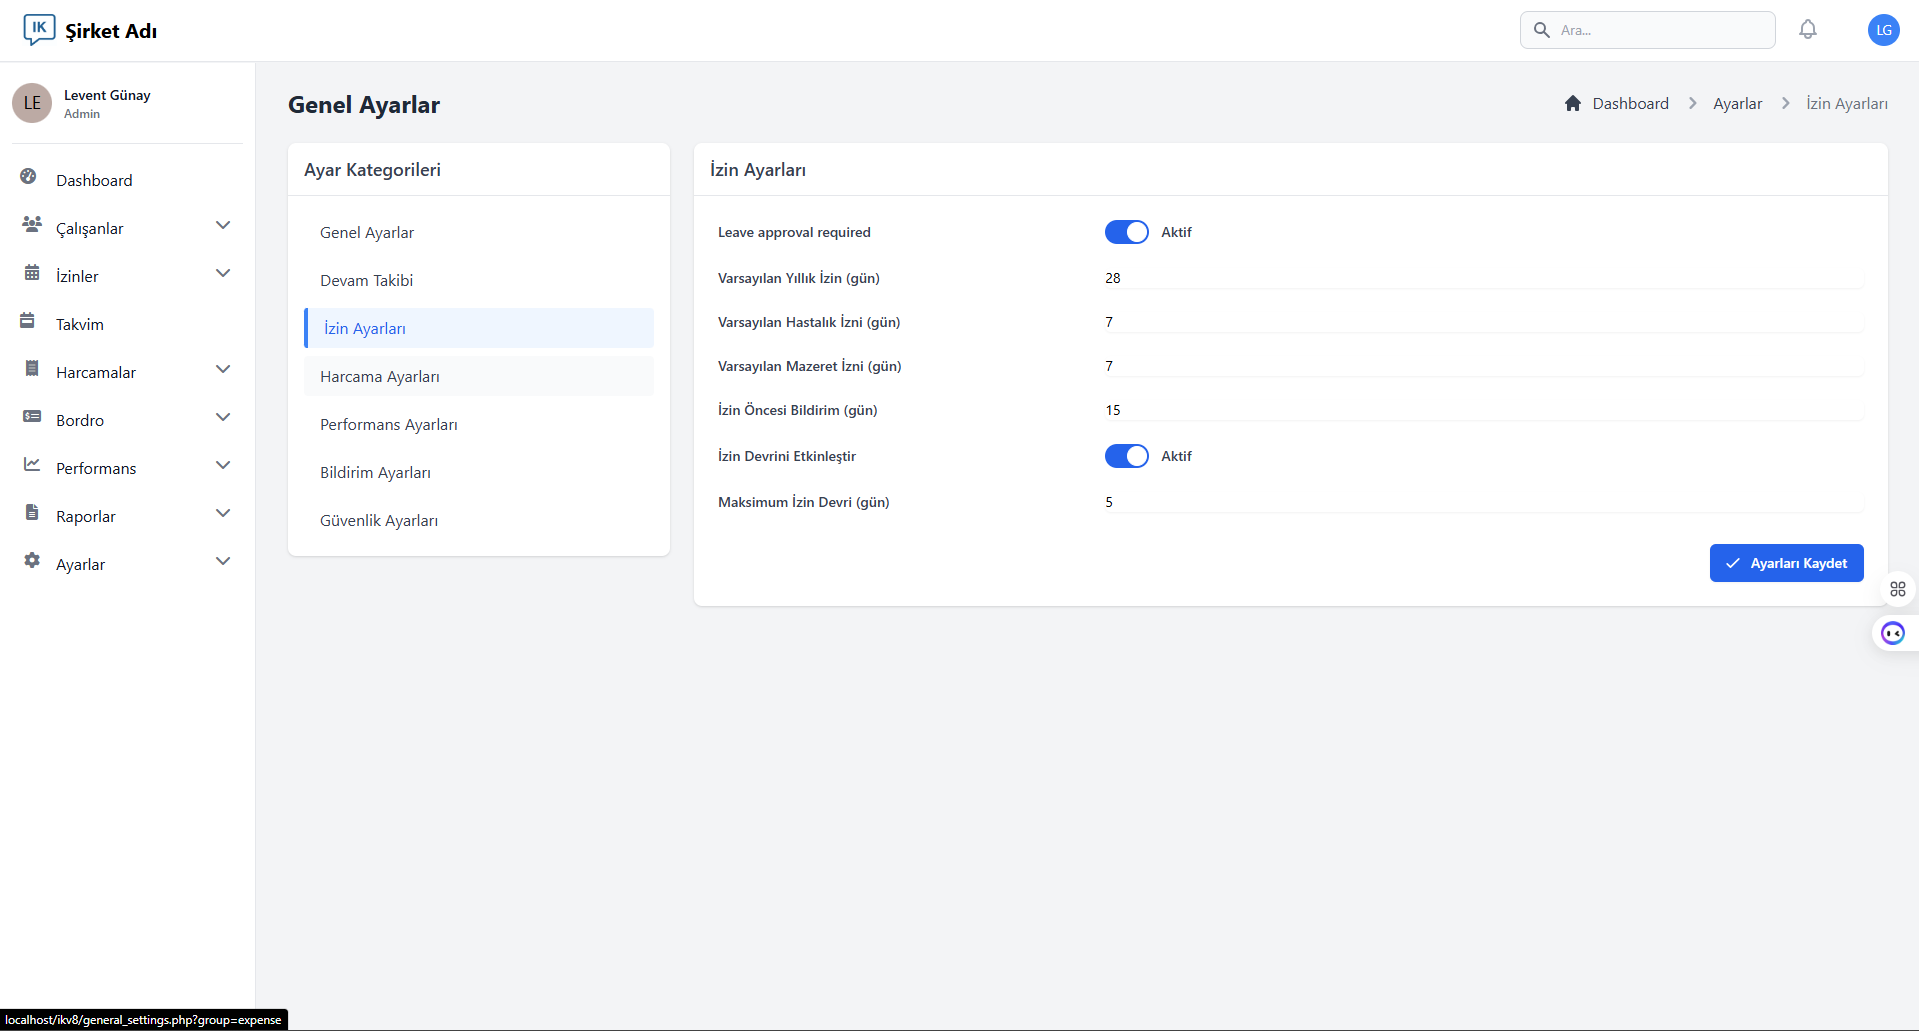 IK
Şirket Adı
Ara...
LG
LE
Levent Günay
Admin
Dashboard
Çalışanlar
İzinler
Takvim
Harcamalar
Bordro
Performans
Raporlar
Ayarlar
Genel Ayarlar
Dashboard
Ayarlar
İzin Ayarları
Ayar Kategorileri
Genel Ayarlar
Devam Takibi
İzin Ayarları
Harcama Ayarları
Performans Ayarları
Bildirim Ayarları
Güvenlik Ayarları
İzin Ayarları
Leave approval required Aktif
Varsayılan Yıllık İzin (gün) 28
Varsayılan Hastalık İzni (gün) 7
Varsayılan Mazeret İzni (gün) 7
İzin Öncesi Bildirim (gün) 15
İzin Devrini Etkinleştir Aktif
Maksimum İzin Devri (gün) 5
Ayarları Kaydet
localhost/ikv8/general_settings.php?group=expense